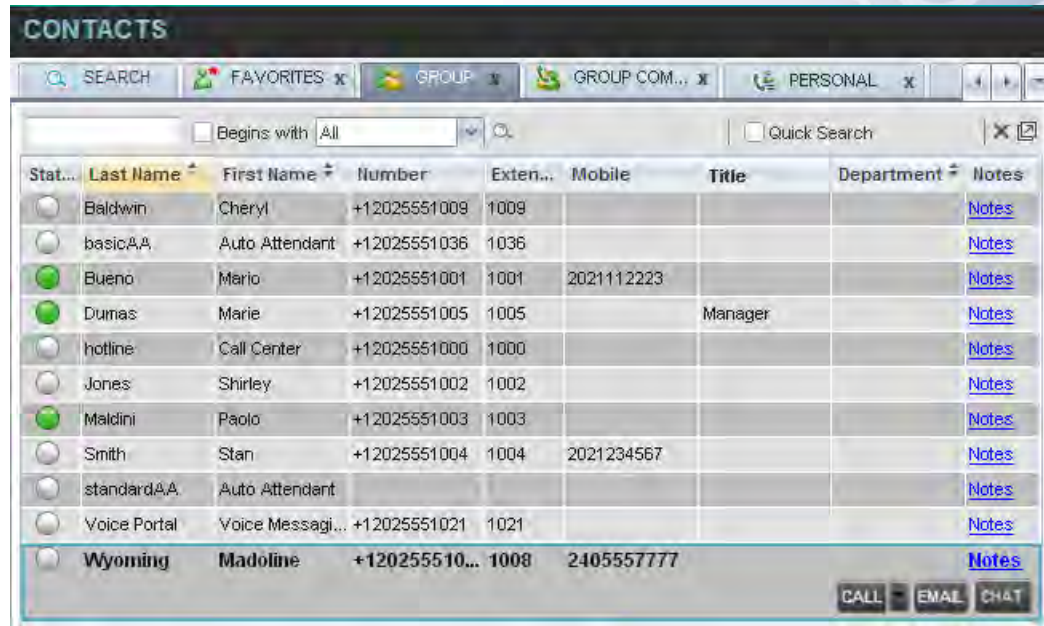 CONTACTS
SEARCH FAVORITES x GROUP x GROUP COM... x PERSONAL x
Begins with All Quick Search
Stat... Last Name First Name Number Exten... Mobile Title Department Notes
Baldwin Cheryl +12025551009 1009 Notes
basicAA Auto Attendant +12025551036 1036 Notes
Bueno Mario +12025551001 1001 2021112223 Notes
Dumas Marie +12025551005 1005 Manager Notes
hotline Call Center +12025551000 1000 Notes
Jones Shirley +12025551002 1002 Notes
Maldini Paolo +12025551003 1003 Notes
Smith Stan +12025551004 1004 2021234567 Notes
standardAA Auto Attendant Notes
Voice Portal Voice Messagi... +12025551021 1021 Notes
Wyoming Madoline +120255510... 1008 2405557777 Notes
CALL EMAIL CHAT